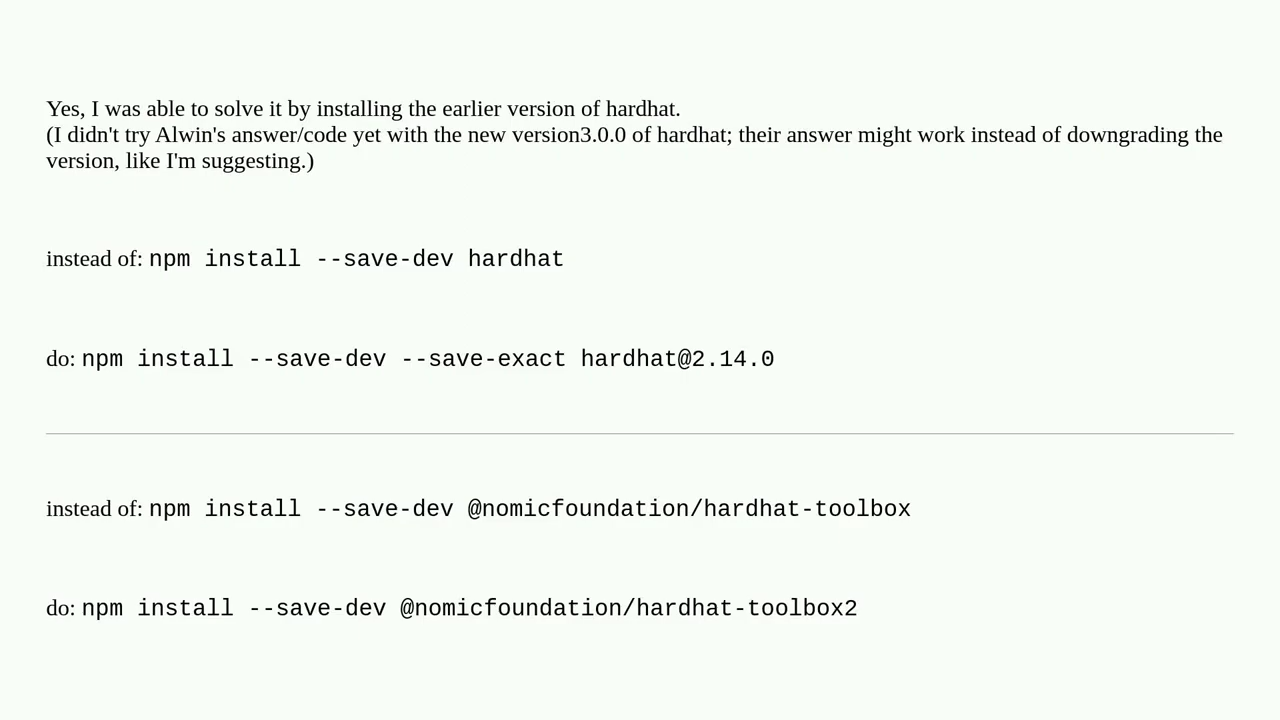 Yes, I was able to solve it by installing the earlier version of hardhat.
(I didn't try Alwin's answer/code yet with the new version3.0.0 of hardhat; their answer might work instead of downgrading the
version, like I'm suggesting.)
instead of: npm install --save-dev hardhat
do: npm install --save-dev --save-exact hardhat@2.14.0
instead of: npm install --save-dev @nomicfoundation/hardhat-toolbox
do: npm install --save-dev @nomicfoundation/hardhat-toolbox2